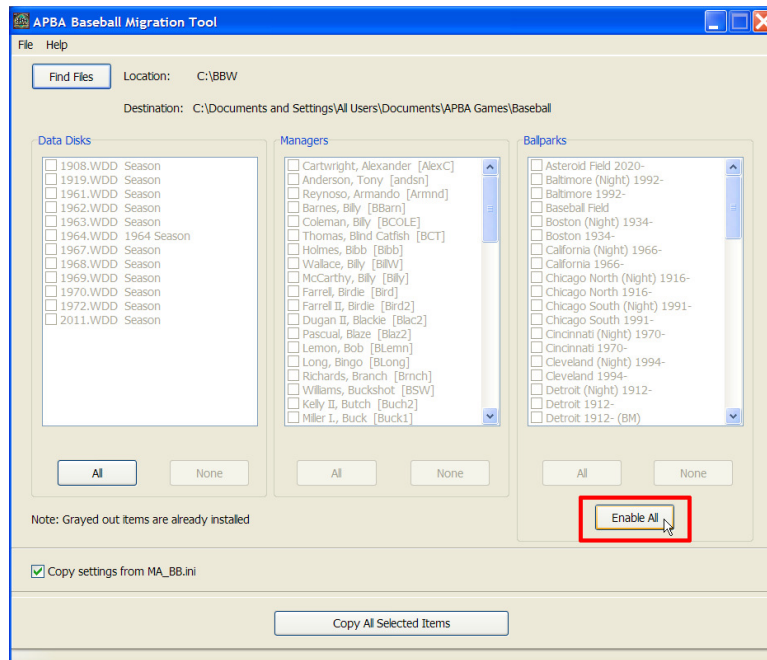 APBA Baseball Migration Tool
File Help
Find Files Location: C:\BBW
Destination: C:\Documents and Settings\All Users\Documents\APBA Games\Baseball
Data Disks
1908.WDD Season
1919.WDD Season
1961.WDD Season
1962.WDD Season
1963.WDD Season
1964.WDD 1964 Season
1967.WDD Season
1968.WDD Season
1969.WDD Season
1970.WDD Season
1972.WDD Season
2011.WDD Season
All None
Managers
Cartwright, Alexander [AlexC]
Anderson, Tony [andsn]
Reynoso, Armando [Armnd]
Barnes, Billy [BBarn]
Coleman, Billy [BCOLE]
Thomas, Blind Catfish [BCT]
Holmes, Bibb [Bibb]
Wallace, Billy [BillW]
McCarthy, Billy [Billy]
Farrell, Birdie [Bird]
Farrell II, Birdie [Bird2]
Dugan II, Blackie [Blac2]
Pascual, Blaze [Blaz2]
Lemon, Bob [BLemn]
Long, Bingo [BLong]
Richards, Branch [Brnch]
Williams, Buckshot [BSW]
Kelly II, Butch [Buch2]
Miller I., Buck [Buck1]
All None
Ballparks
Asteroid Field 2020-
Baltimore (Night) 1992-
Baltimore 1992-
Baseball Field
Boston (Night) 1934-
Boston 1934-
California (Night) 1966-
California 1966-
Chicago North (Night) 1916-
Chicago North 1916-
Chicago South (Night) 1991-
Chicago South 1991-
Cincinnati (Night) 1970-
Cincinnati 1970-
Cleveland (Night) 1994-
Cleveland 1994-
Detroit (Night) 1912-
Detroit 1912-
Detroit 1912- (BM)
All None
Enable All
Note: Grayed out items are already installed
Copy settings from MA_BB.ini
Copy All Selected Items